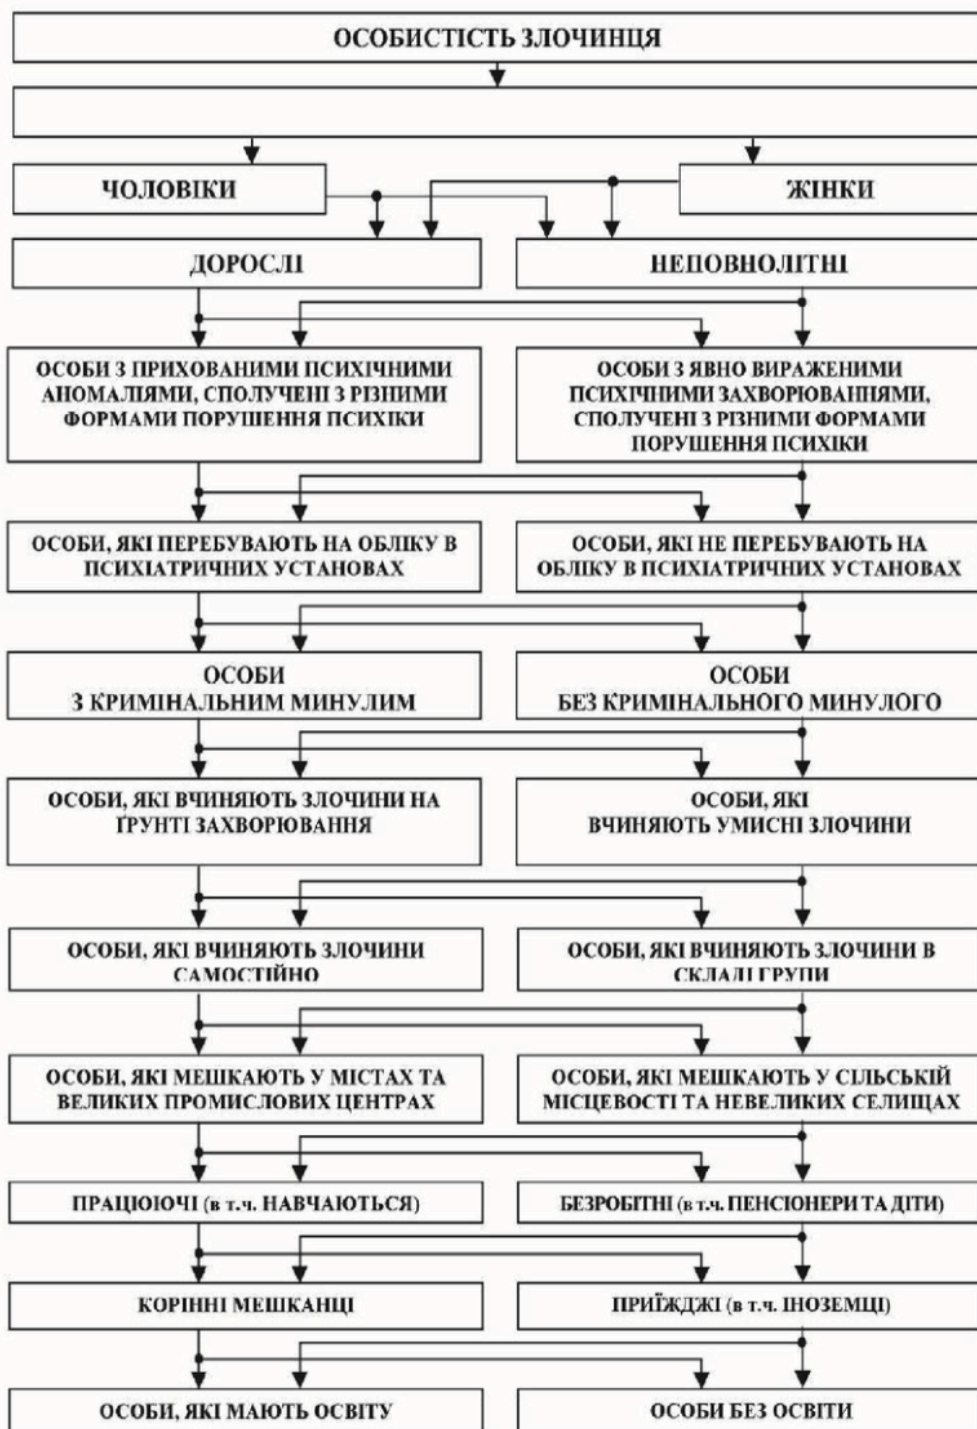 ОСОБИСТІСТЬ ЗЛОЧИНЦЯ
ЧОЛОВІКИ
ЖІНКИ
ДОРОСЛІ
НЕПОВНОЛІТНІ
ОСОБИ З ПРИХОВАНИМИ ПСИХІЧНИМИ
АНОМАЛІЯМИ, СПОЛУЧЕНІ З РІЗНИМИ
ФОРМАМИ ПОРУШЕННЯ ПСИХІКИ
ОСОБИ З ЯВНО ВИРАЖЕНИМИ
ПСИХІЧНИМИ ЗАХВОРЮВАННЯМИ,
СПОЛУЧЕНІ З РІЗНИМИ ФОРМАМИ
ПОРУШЕННЯ ПСИХІКИ
ОСОБИ, ЯКІ ПЕРЕБУВАЮТЬ НА ОБЛІКУ В
ПСИХІАТРИЧНИХ УСТАНОВАХ
ОСОБИ, ЯКІ НЕ ПЕРЕБУВАЮТЬ НА
ОБЛІКУ В ПСИХІАТРИЧНИХ УСТАНОВАХ
ОСОБИ
З КРИМІНАЛЬНИМ МИНУЛИМ
ОСОБИ
БЕЗ КРИМІНАЛЬНОГО МИНУЛОГО
ОСОБИ, ЯКІ ВЧИНЯЮТЬ ЗЛОЧИНИ НА
ҐРУНТІ ЗАХВОРЮВАННЯ
ОСОБИ, ЯКІ
ВЧИНЯЮТЬ УМИСНІ ЗЛОЧИНИ
ОСОБИ, ЯКІ ВЧИНЯЮТЬ ЗЛОЧИНИ
САМОСТІЙНО
ОСОБИ, ЯКІ ВЧИНЯЮТЬ ЗЛОЧИНИ В
СКЛАДІ ГРУПИ
ОСОБИ, ЯКІ МЕШКАЮТЬ У МІСТАХ ТА
ВЕЛИКИХ ПРОМИСЛОВИХ ЦЕНТРАХ
ОСОБИ, ЯКІ МЕШКАЮТЬ У СІЛЬСЬКІЙ
МІСЦЕВОСТІ ТА НЕВЕЛИКИХ СЕЛИЩАХ
ПРАЦЮЮЧІ (в т.ч. НАВЧАЮТЬСЯ)
БЕЗРОБІТНІ (в т.ч. ПЕНСІОНЕРИ ТА ДІТИ)
КОРІННІ МЕШКАНЦІ
ПРИЇЖДЖІ (в т.ч. ІНОЗЕМЦІ)
ОСОБИ, ЯКІ МАЮТЬ ОСВІТУ
ОСОБИ БЕЗ ОСВІТИ